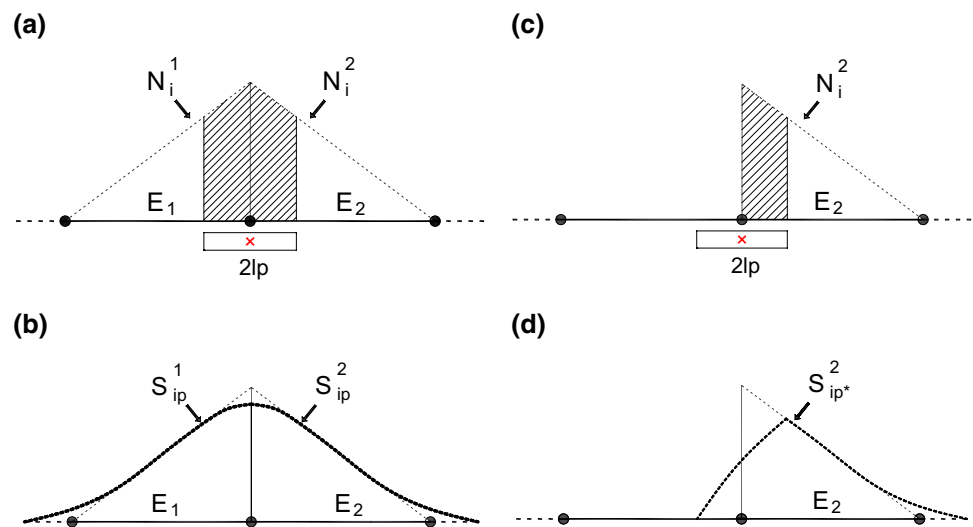 (a)
N_i^1
N_i^2
E_1
E_2
2lp
(c)
N_i^2
E_2
2lp
(b)
S_ip^1
S_ip^2
E_1
E_2
(d)
S_ip*^2
E_2